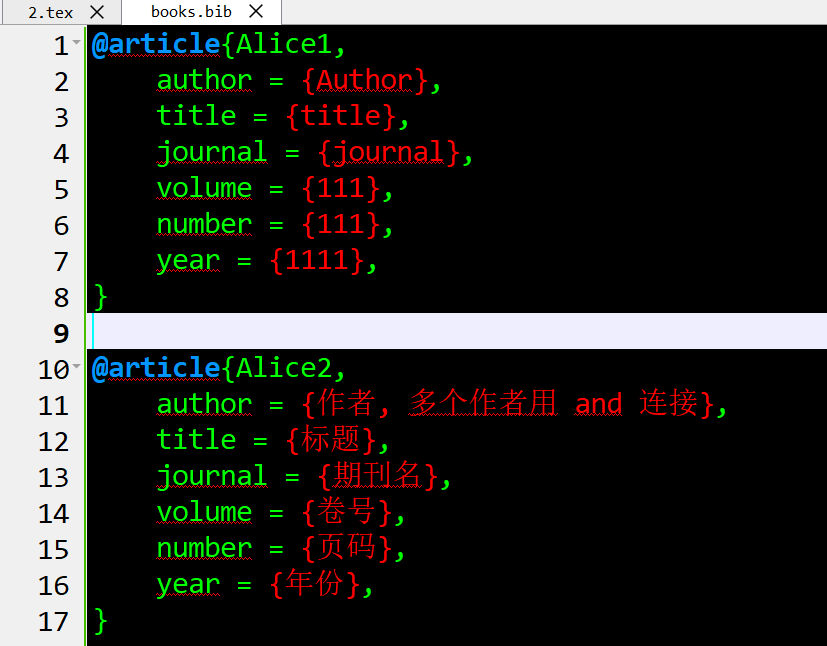 2.tex books.bib
1 @article{Alice1,
2 author = {Author},
3 title = {title},
4 journal = {journal},
5 volume = {111},
6 number = {111},
7 year = {1111},
8 }
9
10 @article{Alice2,
11 author = {作者, 多个作者用 and 连接},
12 title = {标题},
13 journal = {期刊名},
14 volume = {卷号},
15 number = {页码},
16 year = {年份},
17 }